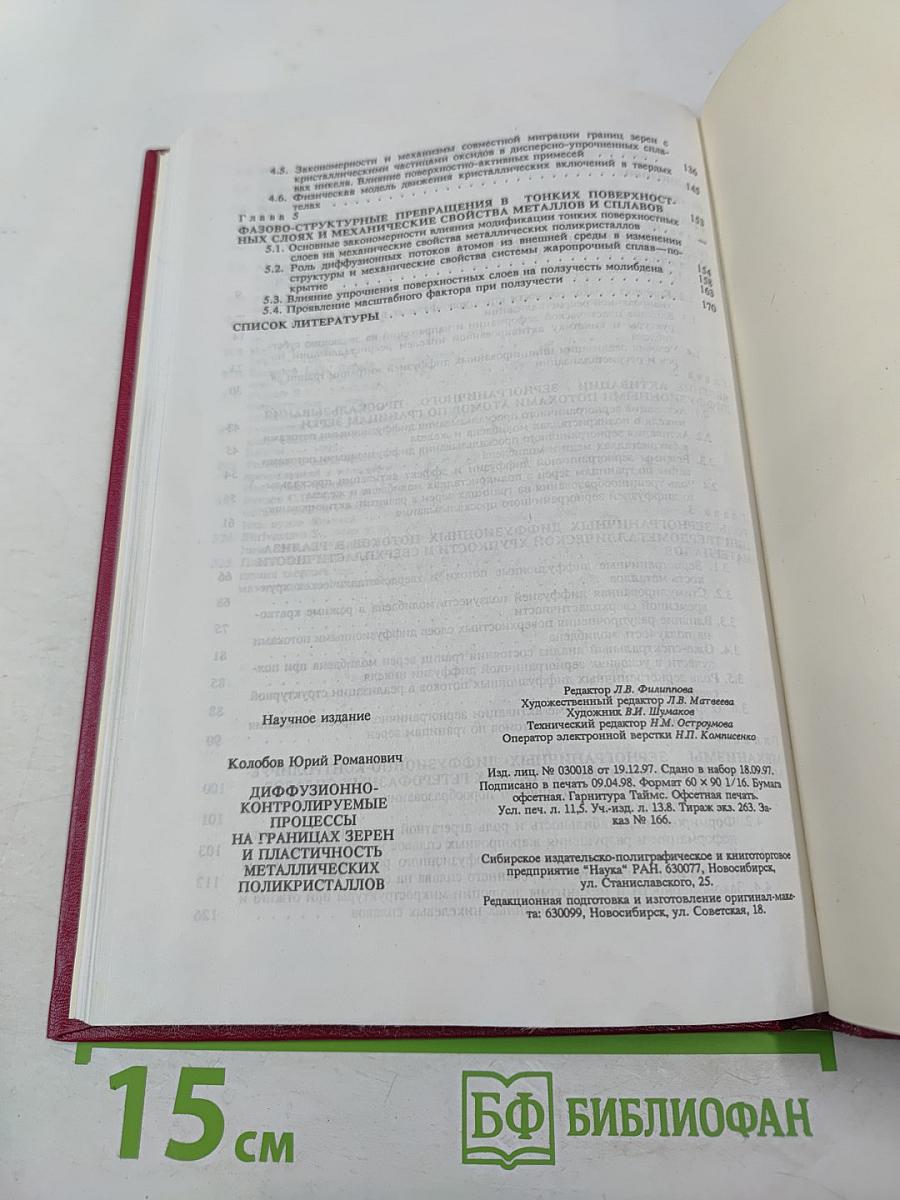 4.5. Закономерности и механизмы совместной миграции границ зерен с
кристаллическими частицами оксидов в дисперсно-упрочненных спла-
вах никеля. Влияние поверхностно-активных примесей . . . . . . 136
4.6. Физическая модель движения кристаллических включений в твердых
телах . . . . . . . . . . 145
Глава 5
ФАЗОВО-СТРУКТУРНЫЕ ПРЕВРАЩЕНИЯ В ТОНКИХ ПОВЕРХНОСТ-
НЫХ СЛОЯХ И МЕХАНИЧЕСКИЕ СВОЙСТВА МЕТАЛЛОВ И СПЛАВОВ 153
5.1. Основные закономерности влияния модификации тонких поверхностных
слоев на механические свойства металлических поликристаллов . . . —
5.2. Роль диффузионных потоков атомов из внешней среды в изменении
структуры и механические свойства системы жаропрочный сплав—по-
крытие . . . . . . . . . . 154
5.3. Влияние упрочнения поверхностных слоев на ползучесть молибдена . 158
5.4. Проявление масштабного фактора при ползучести . . . . . . 163
СПИСОК ЛИТЕРАТУРЫ . . . . . . . . . . 170
Научное издание
Колобов Юрий Романович
ДИФФУЗИОННО-
КОНТРОЛИРУЕМЫЕ
ПРОЦЕССЫ
НА ГРАНИЦАХ ЗЕРЕН
И ПЛАСТИЧНОСТЬ
МЕТАЛЛИЧЕСКИХ
ПОЛИКРИСТАЛЛОВ
Редактор Л.В. Филиппова
Художественный редактор Л.В. Матвеева
Художник В.И. Шумаков
Технический редактор Н.М. Остроумова
Оператор электронной верстки Н.П. Комписенко
Изд. лиц. № 030018 от 19.12.97. Сдано в набор 18.09.97.
Подписано в печать 09.04.98. Формат 60 × 90 1/16. Бумага
офсетная. Гарнитура Таймс. Офсетная печать.
Усл. печ. л. 11,5. Уч.-изд. л. 13.8. Тираж экз. 263. За-
каз № 166.
Сибирское издательско-полиграфическое и книготорговое
предприятие "Наука" РАН. 630077, Новосибирск,
ул. Станиславского, 25.
Редакционная подготовка и изготовление оригинал-маке-
та: 630099, Новосибирск, ул. Советская, 18.
15 см
БФ БИБЛИОФАН